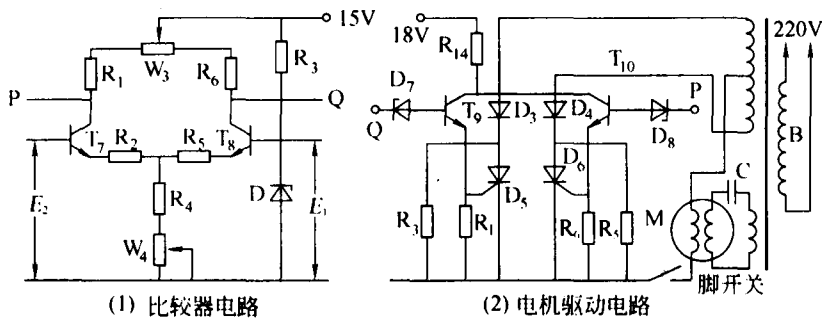 15V
18V
220V
W₃
R₁
R₆
R₃
R₁₄
T₁₀
P
Q
D₇
P
Q
T₉
D₃
D₄
D₈
B
T₇
R₂
R₅
T₈
E₂
R₄
D
E₁
D₆
D₅
C
M
R₃
R₁
R₆
R₅
W₄
脚开关
(1) 比较器电路
(2) 电机驱动电路